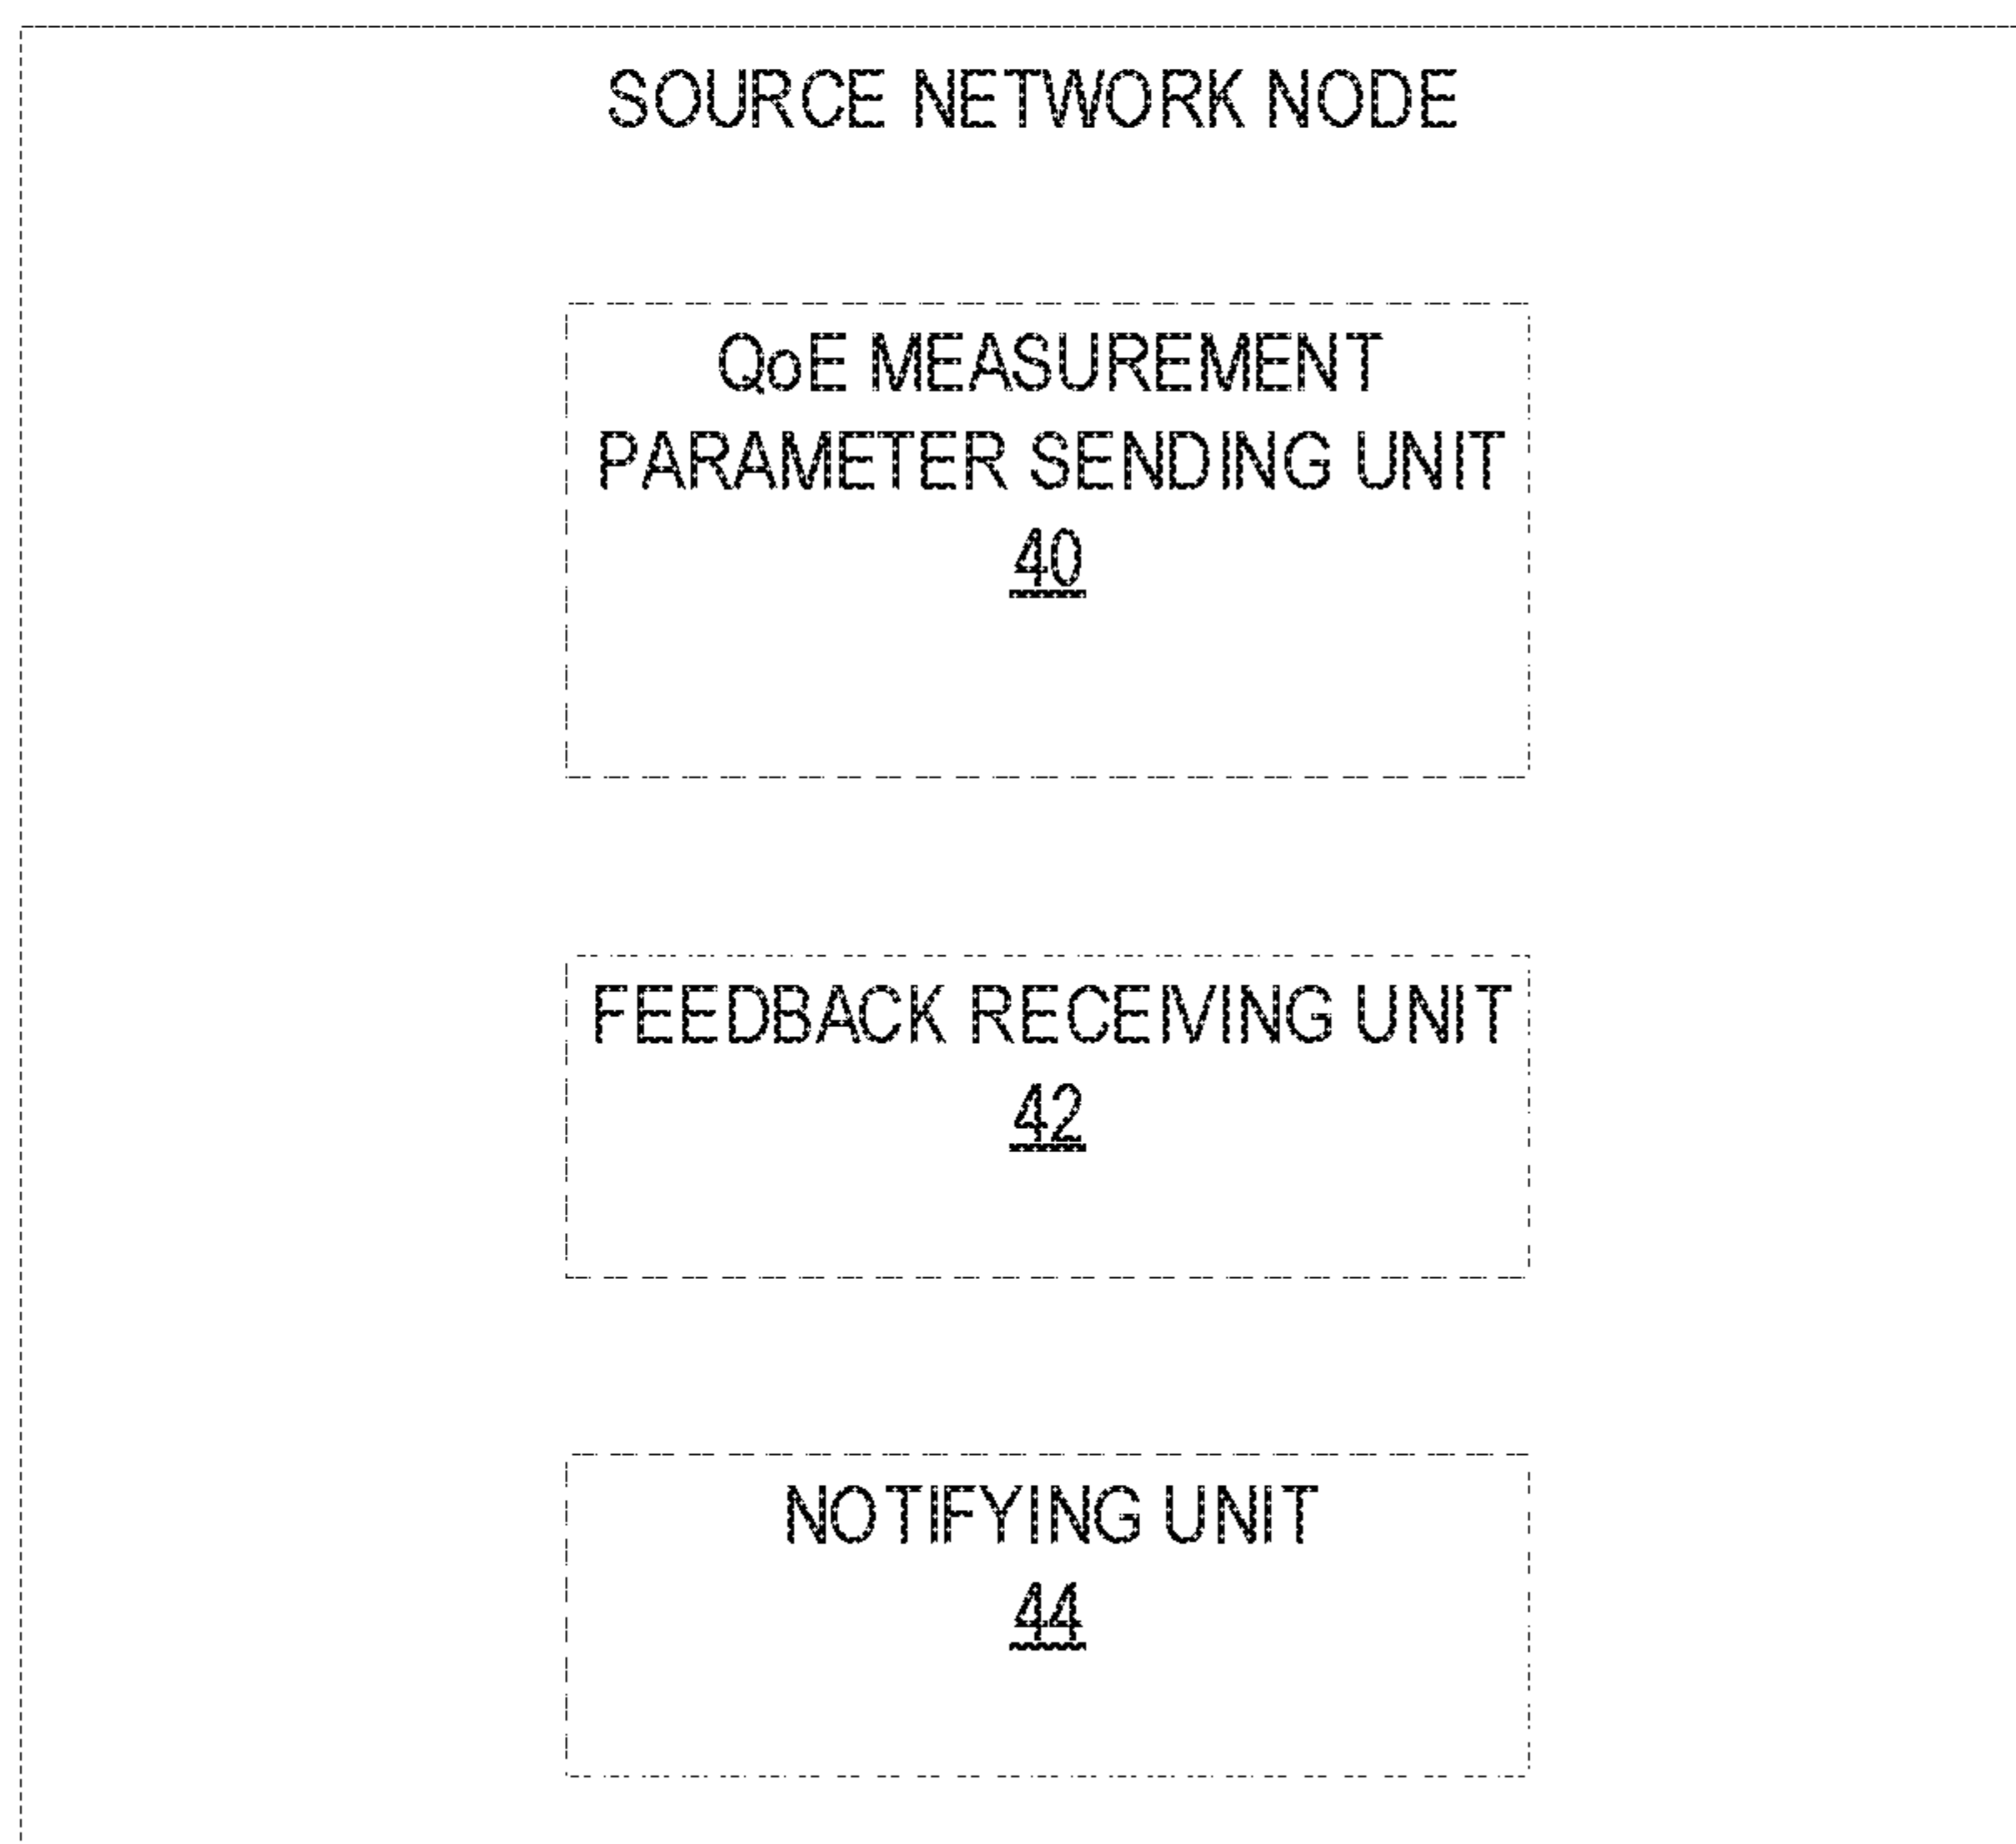 SOURCE NETWORK NODE
QoE MEASUREMENT
PARAMETER SENDING UNIT
40
FEEDBACK RECEIVING UNIT
42
NOTIFYING UNIT
44